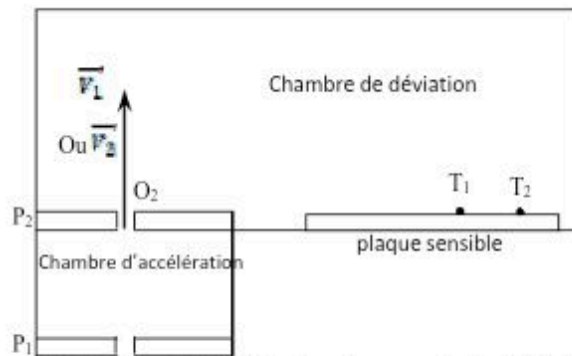 v₁
Chambre de déviation
Ou v₂
O₂
T₁ T₂
P₂
plaque sensible
Chambre d'accélération
P₁